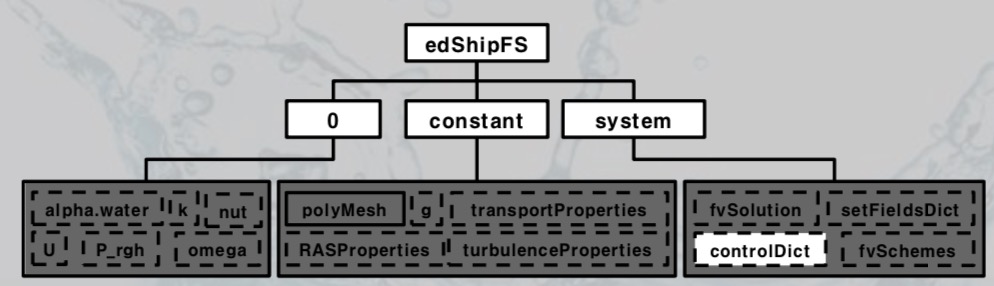 edShipFS
0 constant system
alpha.water k nut
U P_rgh omega
polyMesh g transportProperties
RASProperties turbulenceProperties
fvSolution setFieldsDict
controlDict fvSchemes